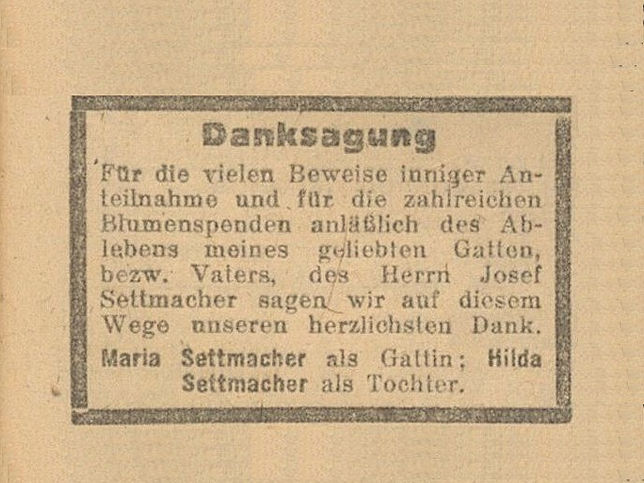 Danksagung
Für die vielen Beweise inniger An-
teilnahme und für die zahlreichen
Blumenspenden anläßlich des Ab-
lebens meines geliebten Gatten,
bezw. Vaters, des Herrn Josef
Settmacher sagen wir auf diesem
Wege unseren herzlichsten Dank.
Maria Settmacher als Gattin; Hilda
Settmacher als Tochter.